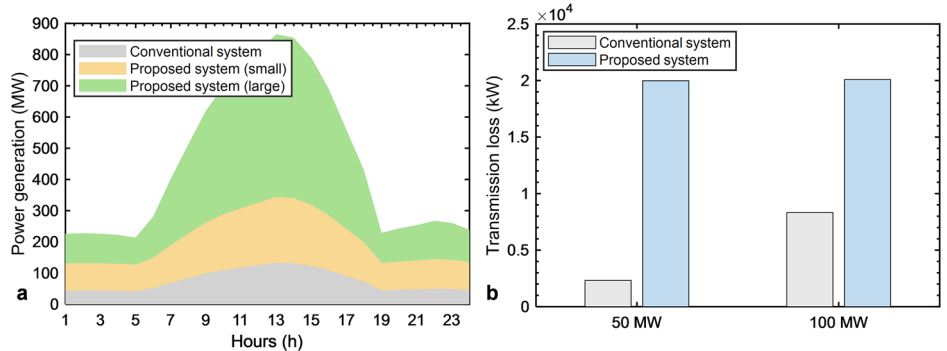 900
800
700
600
500
400
300
200
100
0
Power generation (MW)
Conventional system
Proposed system (small)
Proposed system (large)
a
1 3 5 7 9 11 13 15 17 19 21 23
Hours (h)
×10⁴
2.5
2
1.5
1
0.5
0
Transmission loss (kW)
Conventional system
Proposed system
b
50 MW 100 MW